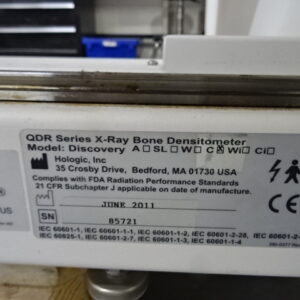 QDR Series X-Ray Bone Densitometer
Model: Discovery A☐ SL☐ W☐ C☒ Wi☐ Ci☐
Hologic, Inc
35 Crosby Drive, Bedford, MA 01730 USA
Complies with FDA Radiation Performance Standards
21 CFR Subchapter J applicable on date of manufacture.
JUNE 2011
SN 85721
IEC 60601-1, IEC 60601-1-1, IEC 60601-1-2, IEC 60601-2-28, IEC 60601-2-
IEC 60825-1, IEC 60601-2-7, IEC 60601-1-3, IEC 60601-1-4
US
CE